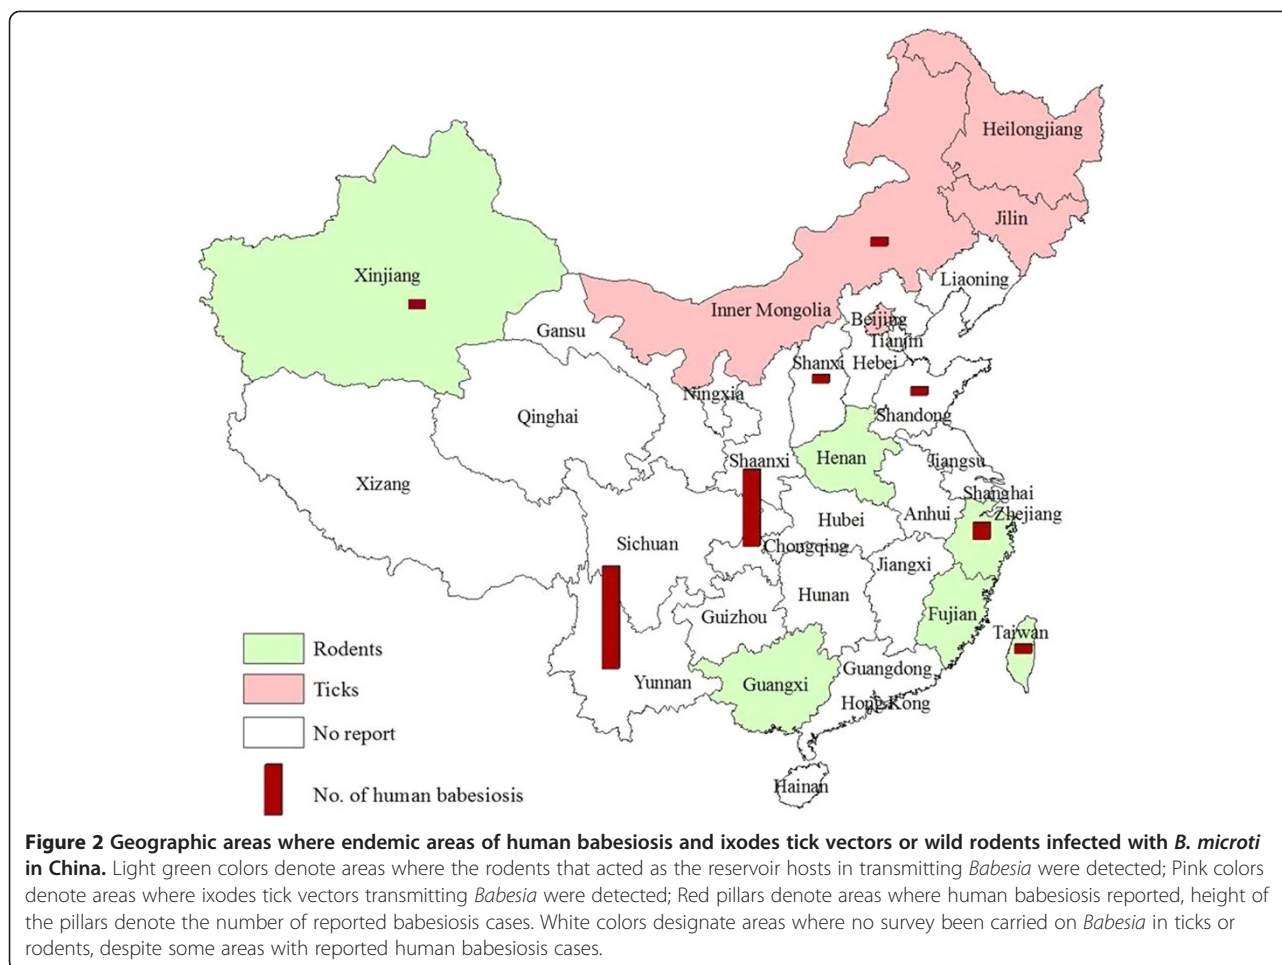 Heilongjiang
Jilin
Xinjiang
Liaoning
Inner Mongolia
Beijing
Gansu
Tianjin
Shanxi
Hebei
Ningxia
Shandong
Qinghai
Henan
Shaanxi
Jiangsu
Xizang
Shanghai
Anhui
Zhejiang
Hubei
Sichuan
Chongqing
Jiangxi
Hunan
Guizhou
Fujian
Taiwan
Rodents
Guangdong
Yunnan
Guangxi
Ticks
Hong Kong
No report
Hainan
No. of human babesiosis
Figure 2 Geographic areas where endemic areas of human babesiosis and ixodes tick vectors or wild rodents infected with B. microti
in China. Light green colors denote areas where the rodents that acted as the reservoir hosts in transmitting Babesia were detected; Pink colors
denote areas where ixodes tick vectors transmitting Babesia were detected; Red pillars denote areas where human babesiosis reported, height of
the pillars denote the number of reported babesiosis cases. White colors designate areas where no survey been carried on Babesia in ticks or
rodents, despite some areas with reported human babesiosis cases.